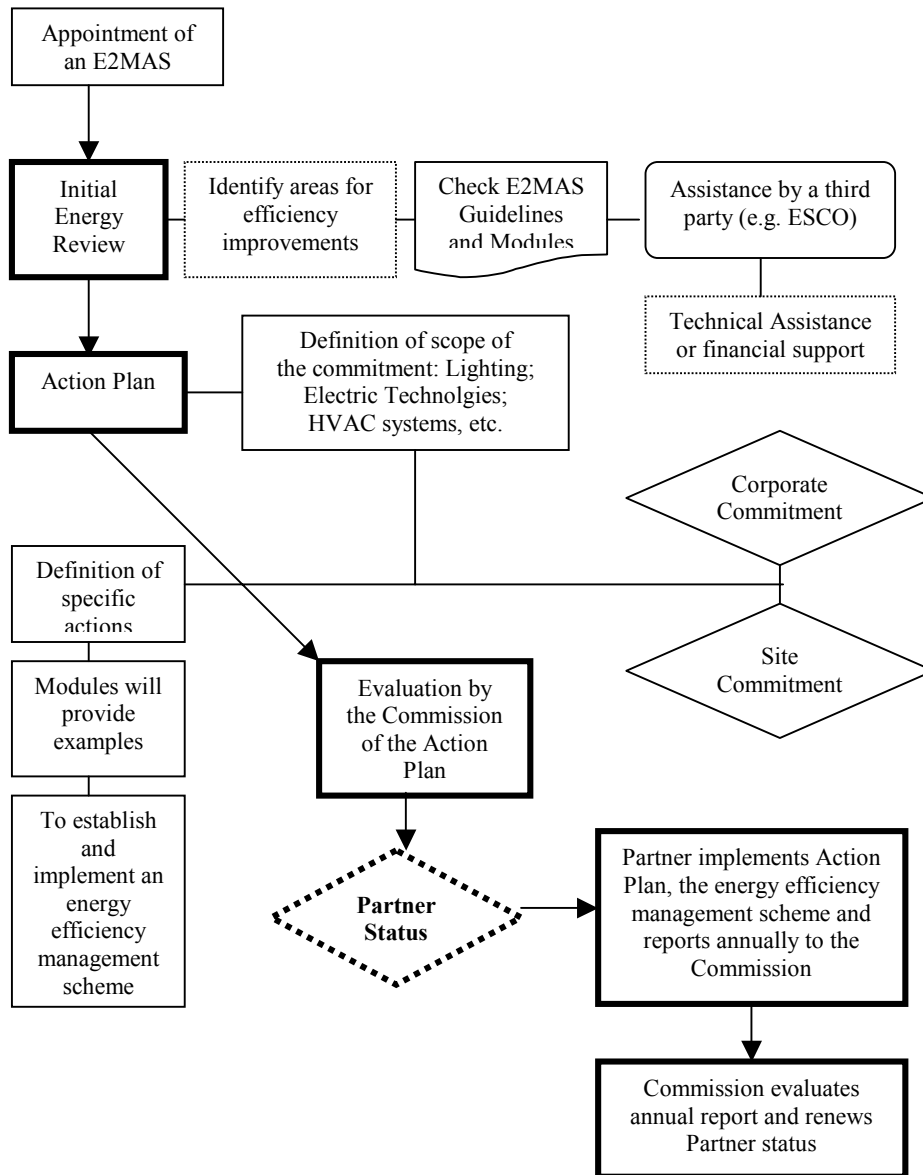 Appointment of
an E2MAS
Initial
Energy
Review
Identify areas for
efficiency
improvements
Check E2MAS
Guidelines
and Modules
Assistance by a third
party (e.g. ESCO)
Technical Assistance
or financial support
Action Plan
Definition of scope of
the commitment: Lighting;
Electric Technolgies;
HVAC systems, etc.
Corporate
Commitment
Site
Commitment
Definition of
specific
actions
Modules will
provide
examples
To establish
and
implement an
energy
efficiency
management
scheme
Evaluation by
the Commission
of the Action
Plan
Partner
Status
Partner implements Action
Plan, the energy efficiency
management scheme and
reports annually to the
Commission
Commission evaluates
annual report and renews
Partner status